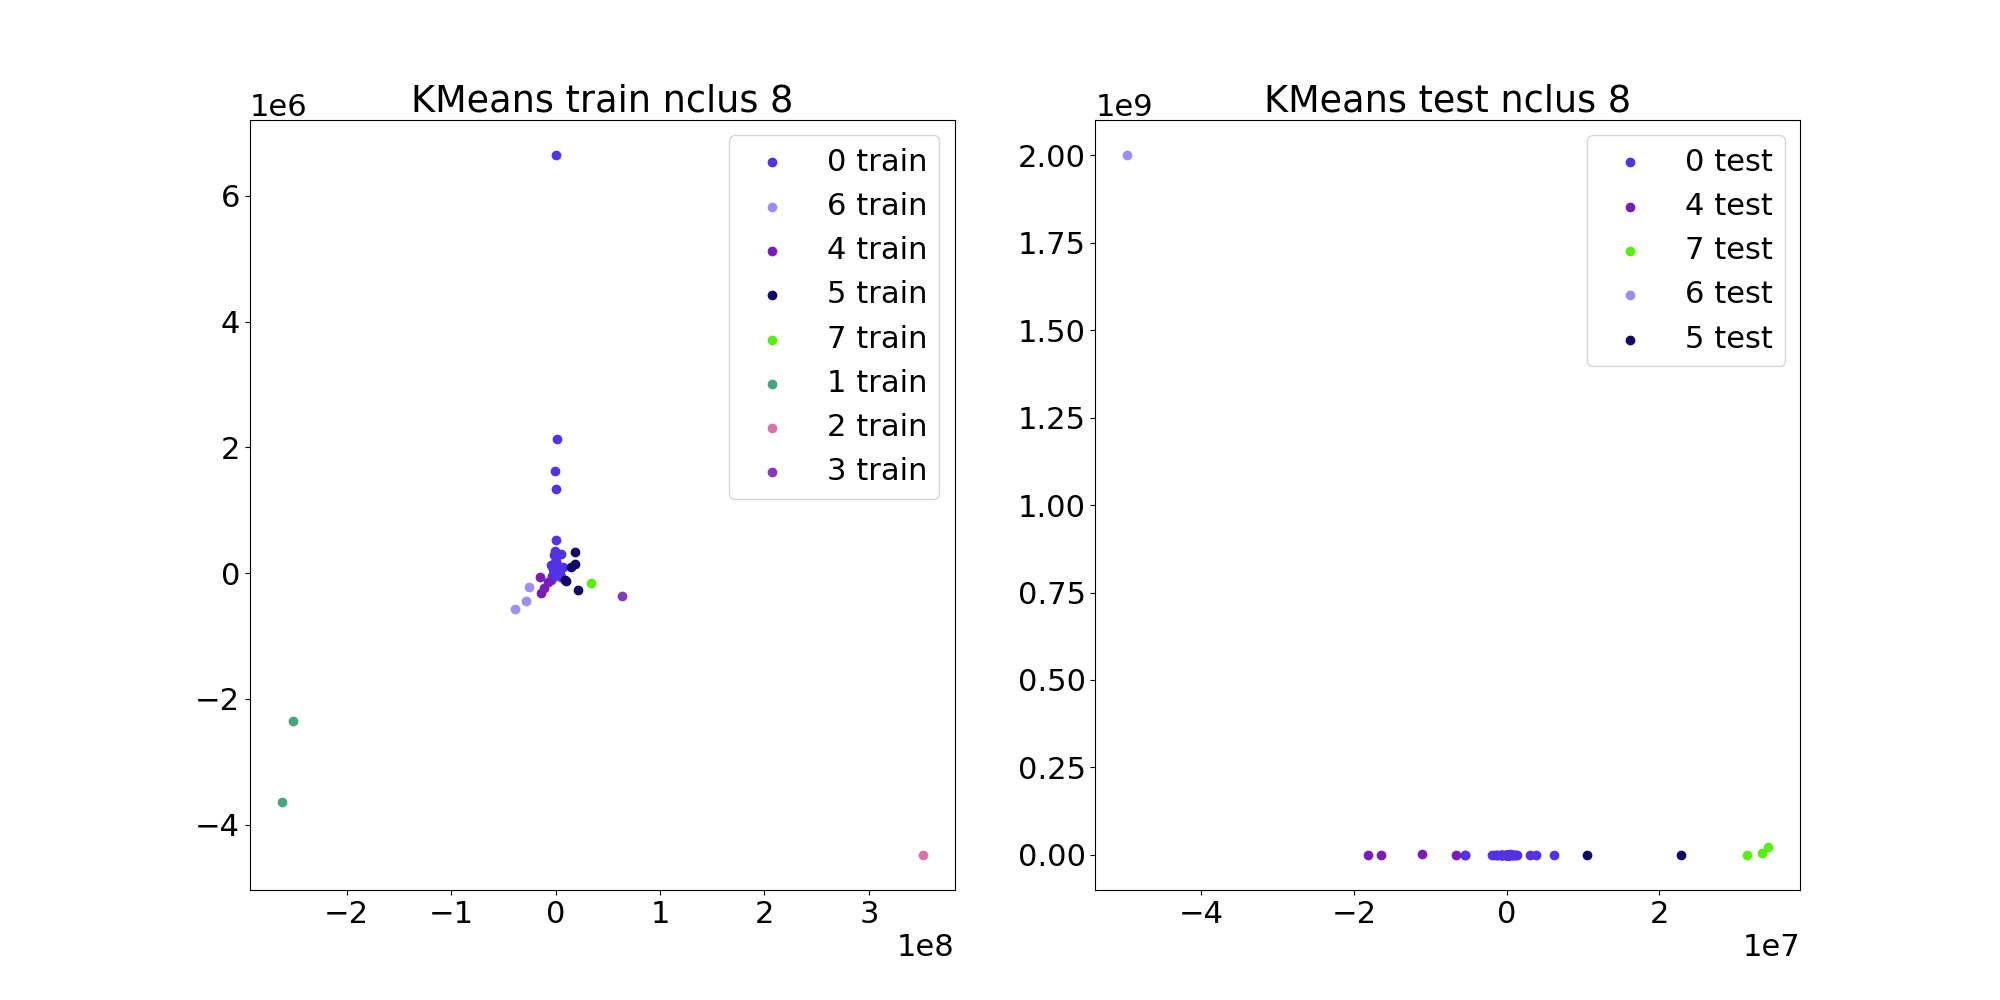 KMeans train nclus 8
1e6
6
4
2
0
−2
−4
−2
−1
0
1
2
3
1e8
0 train
6 train
4 train
5 train
7 train
1 train
2 train
3 train
KMeans test nclus 8
1e9
2.00
1.75
1.50
1.25
1.00
0.75
0.50
0.25
0.00
−4
−2
0
2
1e7
0 test
4 test
7 test
6 test
5 test